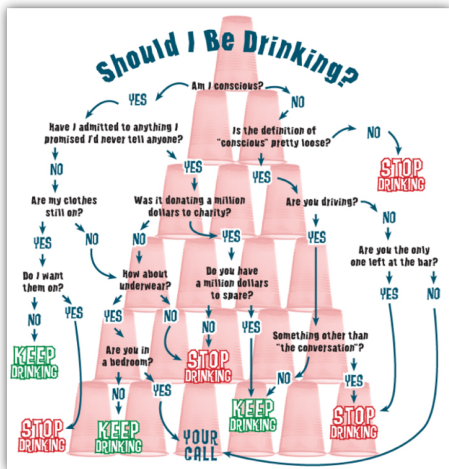 Should I Be Drinking?
Am I conscious?
YES
NO
Have I admitted to anything I
promised I'd never tell anyone?
Is the definition of
"conscious" pretty loose?
NO
STOP
DRINKING
NO
YES
YES
Are my clothes
still on?
Was it donating a million
dollars to charity?
Are you driving?
NO
YES
NO
NO
YES
YES
Are you the only
one left at the bar?
Do I want
them on?
How about
underwear?
Do you have
a million dollars
to spare?
YES
NO
NO
YES
YES
NO
NO
YES
Something other than
"the conversation"?
KEEP
DRINKING
Are you in
a bedroom?
STOP
DRINKING
NO
YES
NO
YES
STOP
DRINKING
KEEP
DRINKING
YOUR
CALL
KEEP
DRINKING
STOP
DRINKING